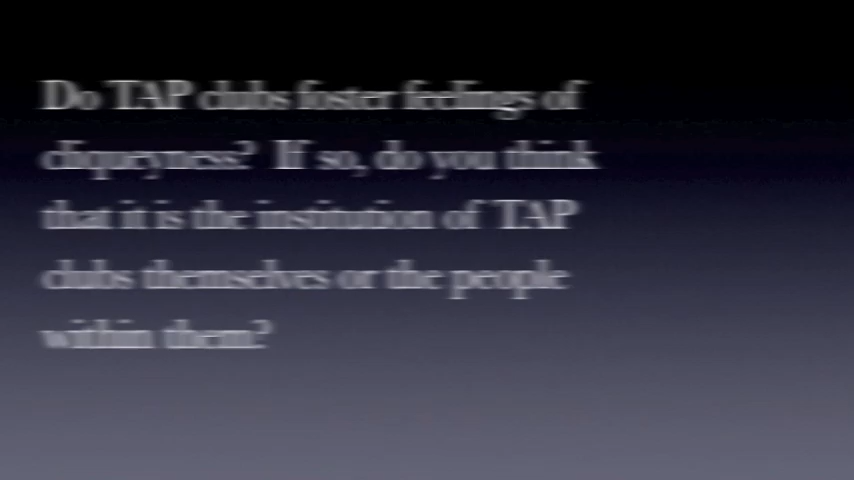 Do TAP clubs foster feelings of
cliqueyness? If so, do you think
that it is the institution of TAP
clubs themselves or the people
within them?